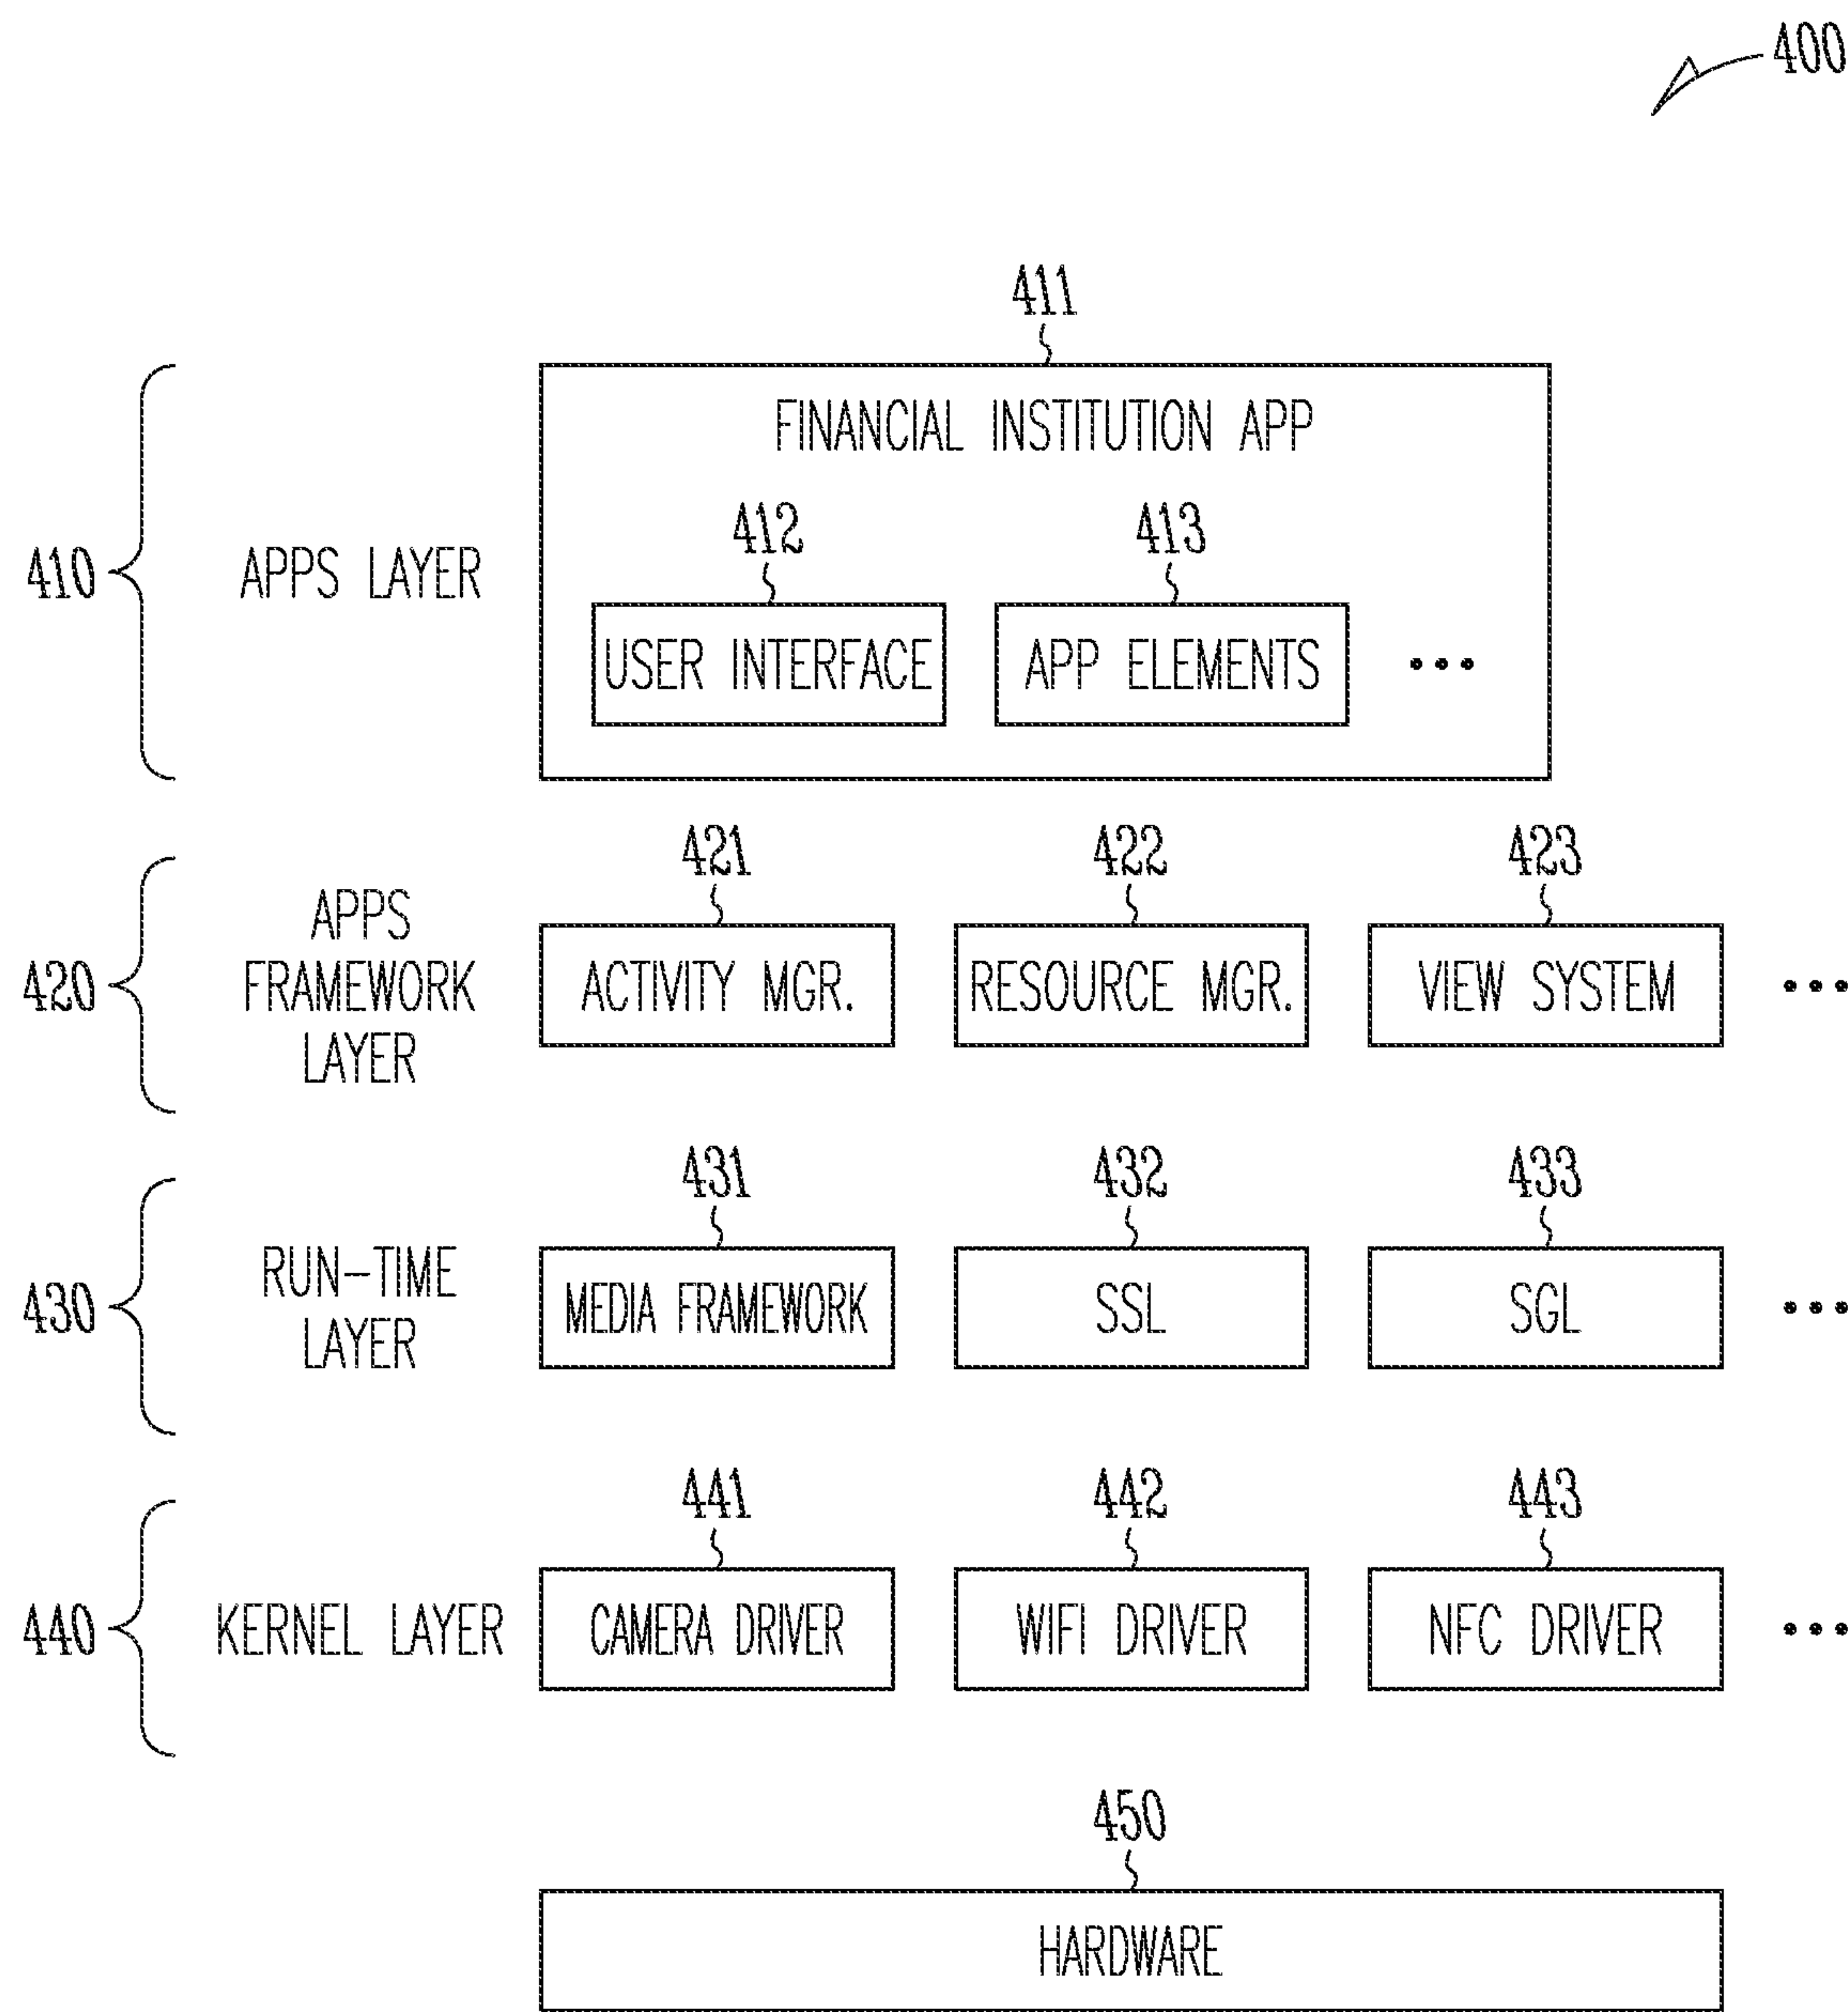 400
411
FINANCIAL INSTITUTION APP
412 413
410 APPS LAYER
USER INTERFACE APP ELEMENTS •••
421 422 423
420
APPS
FRAMEWORK
LAYER
ACTIVITY MGR. RESOURCE MGR. VIEW SYSTEM •••
431 432 433
430
RUN-TIME
LAYER
MEDIA FRAMEWORK SSL SGL •••
441 442 443
440 KERNEL LAYER CAMERA DRIVER WIFI DRIVER NFC DRIVER •••
450
HARDWARE